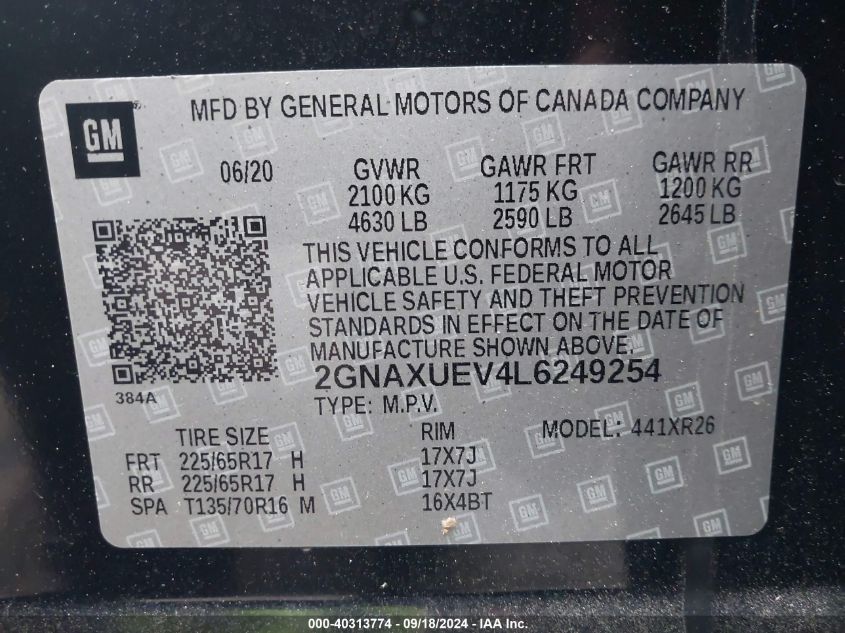 GM
MFD BY GENERAL MOTORS OF CANADA COMPANY
06/20 GVWR GAWR FRT GAWR RR
2100 KG 1175 KG 1200 KG
4630 LB 2590 LB 2645 LB
THIS VEHICLE CONFORMS TO ALL
APPLICABLE U.S. FEDERAL MOTOR
VEHICLE SAFETY AND THEFT PREVENTION
STANDARDS IN EFFECT ON THE DATE OF
MANUFACTURE SHOWN ABOVE.
384A
2GNAXUEV4L6249254
TYPE: M.P.V.
TIRE SIZE RIM MODEL: 441XR26
FRT 225/65R17 H 17X7J
RR 225/65R17 H 17X7J
SPA T135/70R16 M 16X4BT
000-40313774 - 09/18/2024 - IAAI.com